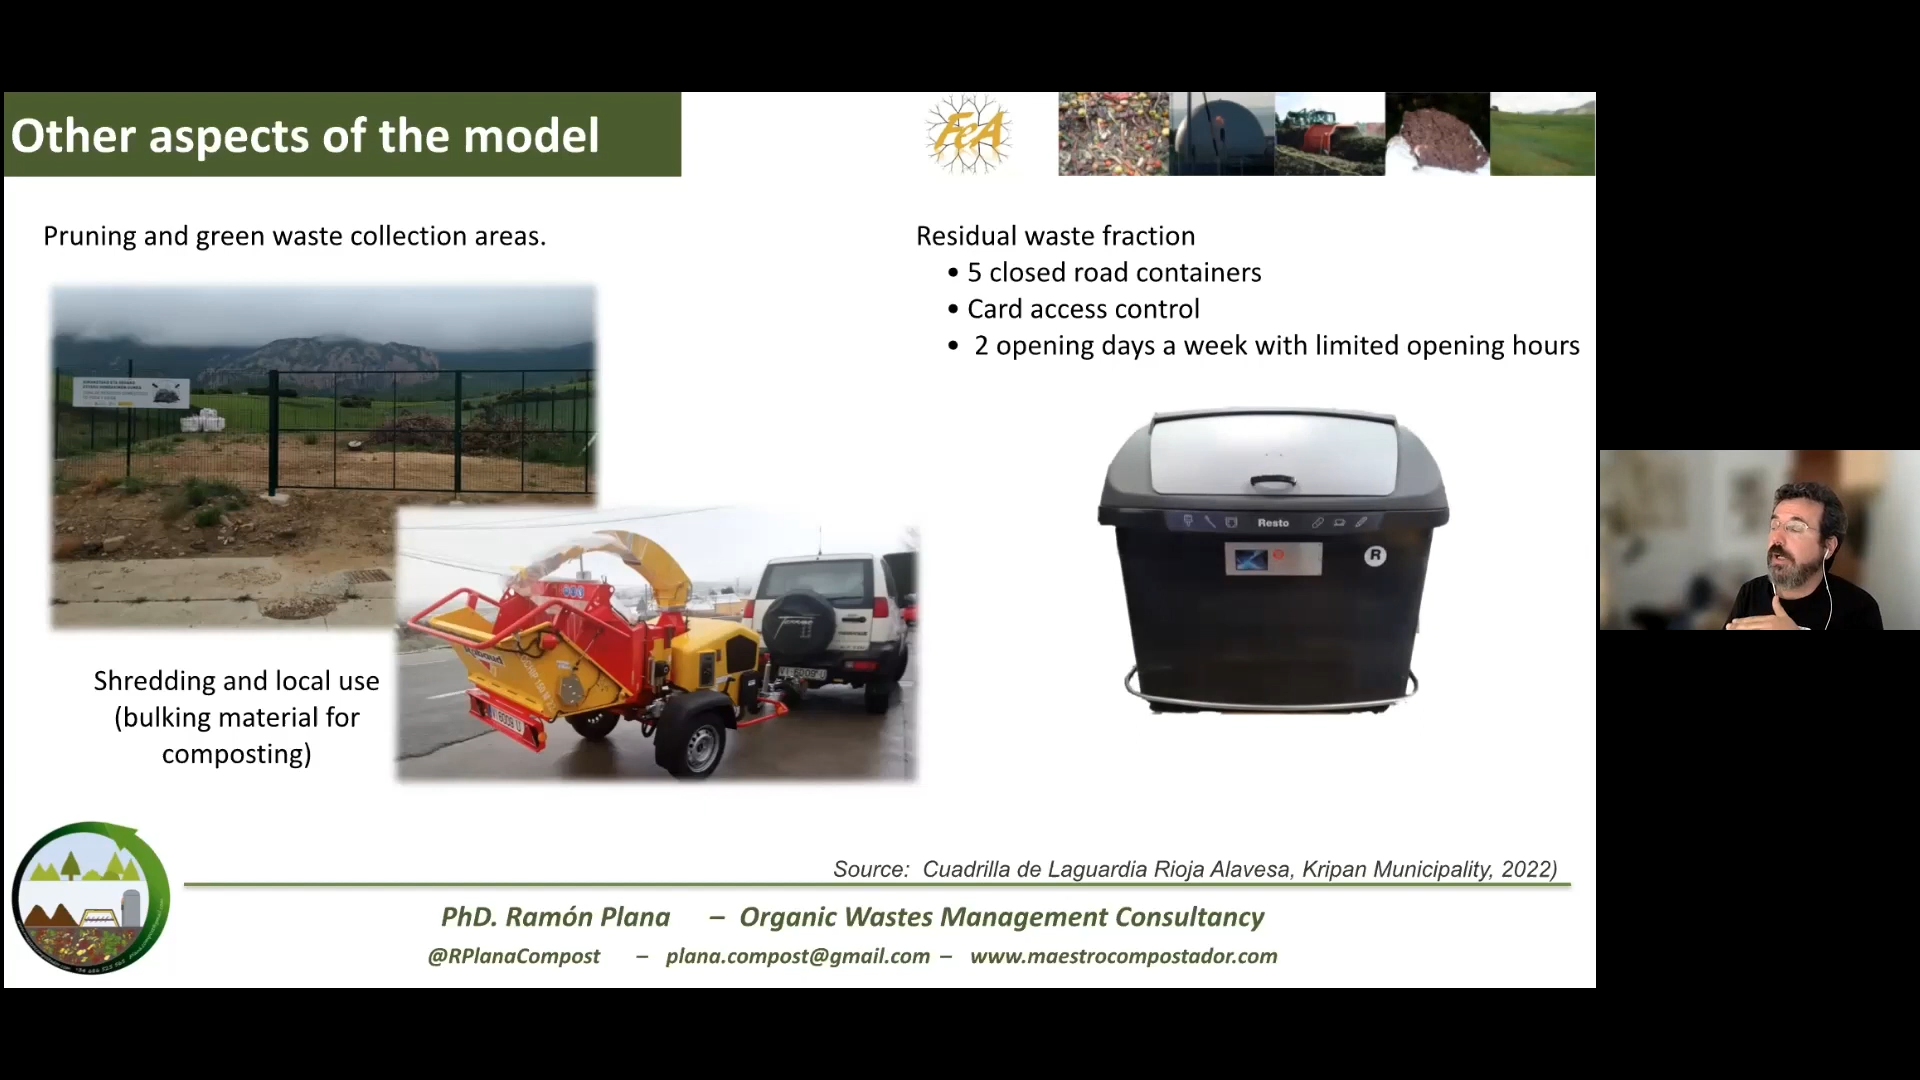 Other aspects of the model
FeA
Pruning and green waste collection areas.
Residual waste fraction
• 5 closed road containers
• Card access control
• 2 opening days a week with limited opening hours
Resto
R
Shredding and local use
(bulking material for
composting)
Source: Cuadrilla de Laguardia Rioja Alavesa, Kripan Municipality, 2022)
PhD. Ramón Plana – Organic Wastes Management Consultancy
@RPlanaCompost – plana.compost@gmail.com – www.maestrocompostador.com